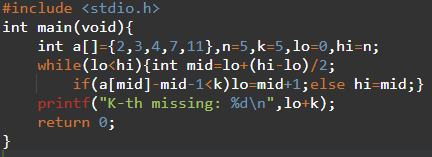 #include <stdio.h>
int main(void){
    int a[]={2,3,4,7,11},n=5,k=5,lo=0,hi=n;
    while(lo<hi){int mid=lo+(hi-lo)/2;
        if(a[mid]-mid-1<k)lo=mid+1;else hi=mid;}
    printf("K-th missing: %d\n",lo+k);
    return 0;
}